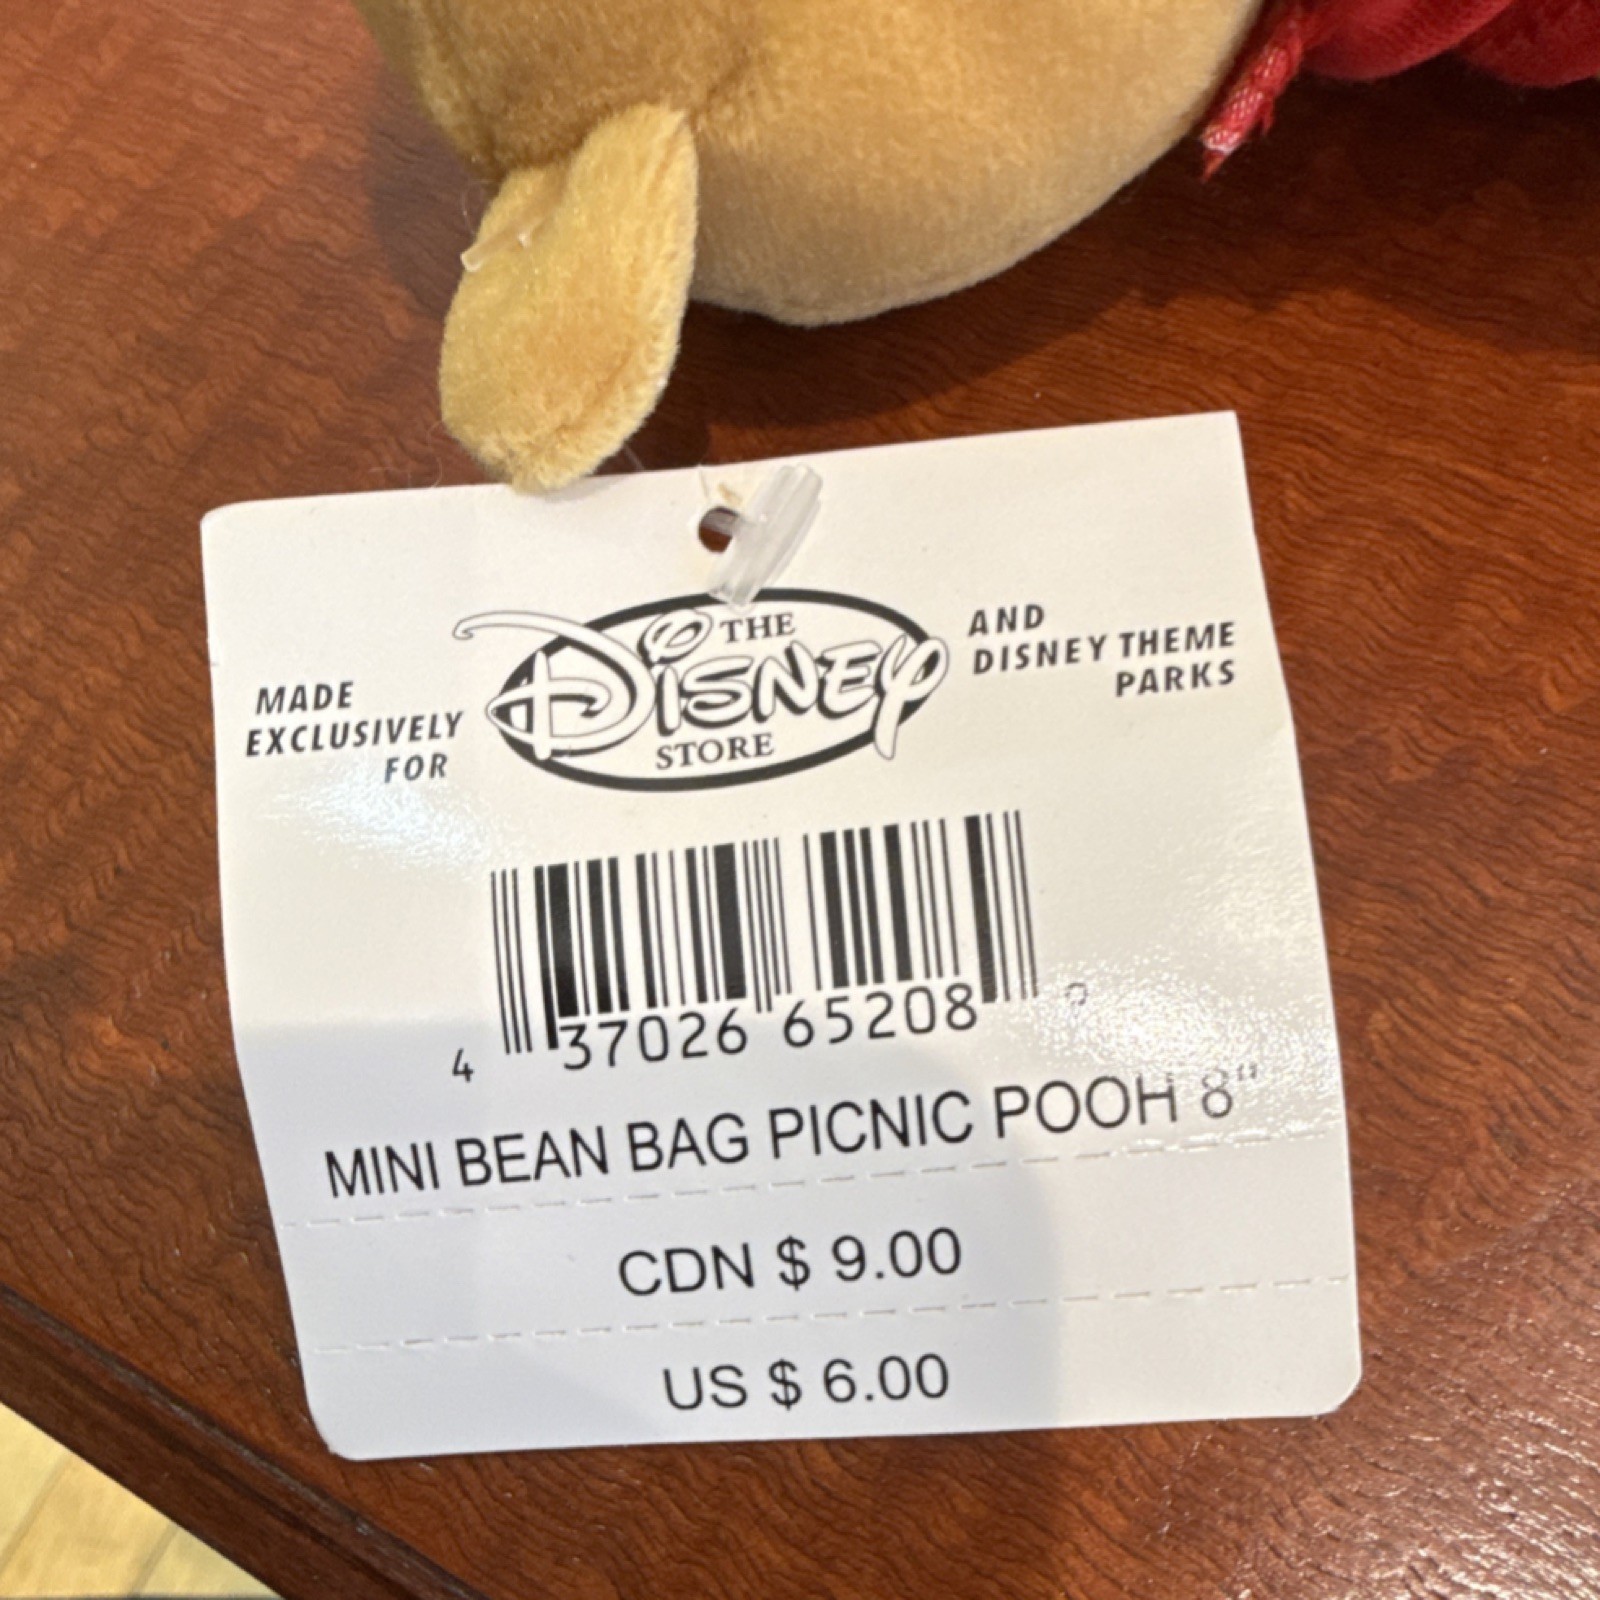 MADE
EXCLUSIVELY
FOR
THE
DISNEY
STORE
AND
DISNEY THEME
PARKS
4 37026 65208 0
MINI BEAN BAG PICNIC POOH 8"
CDN $ 9.00
US $ 6.00